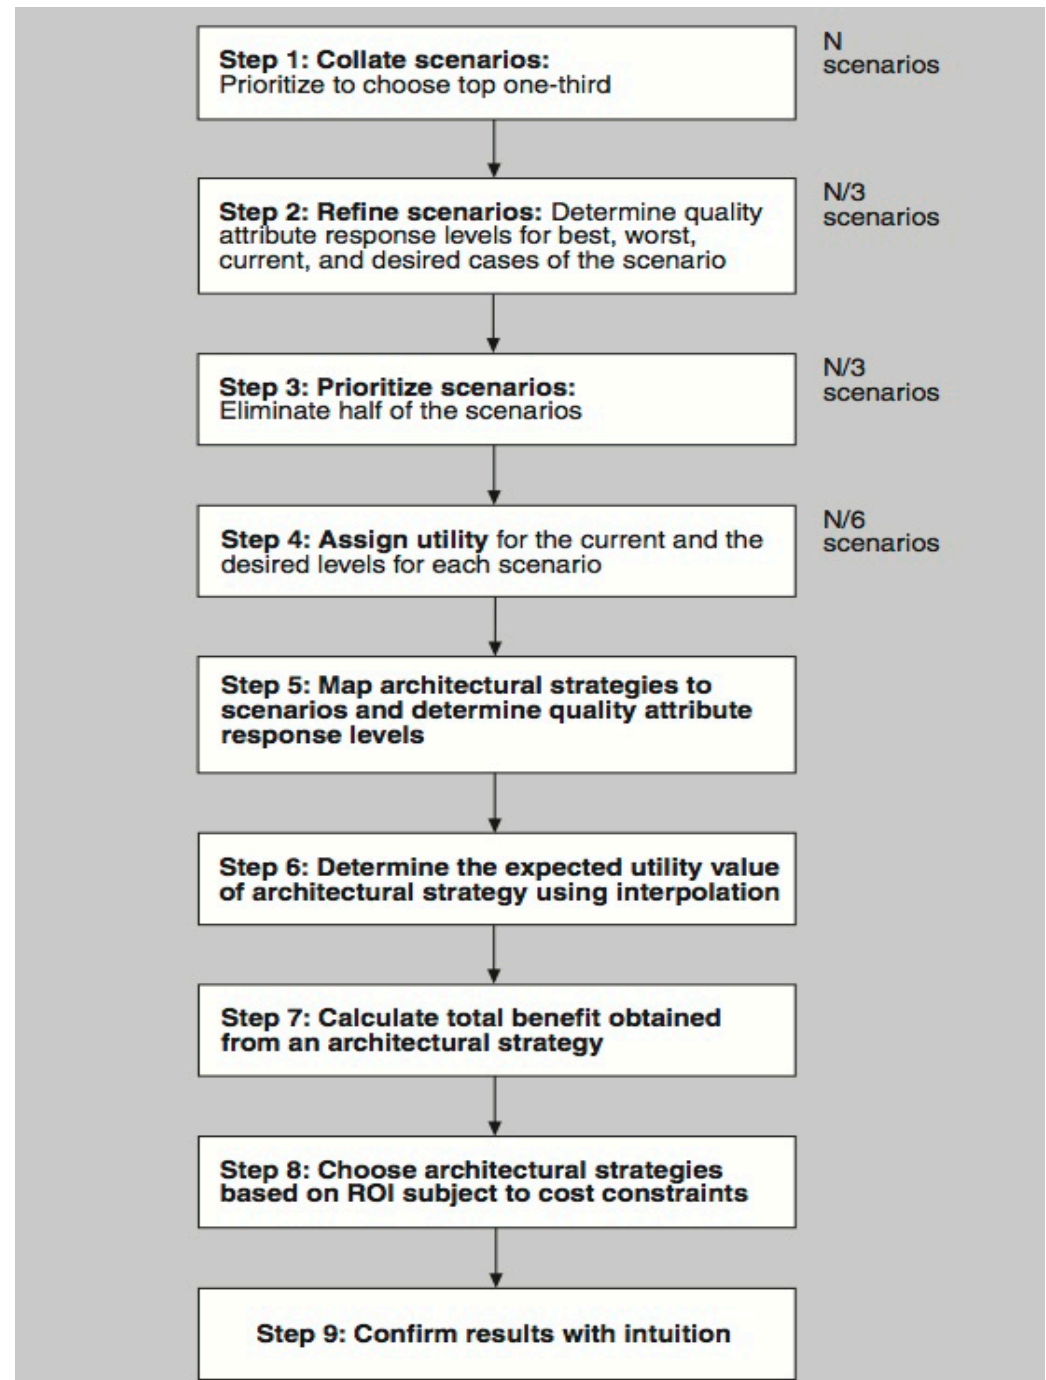 Step 1: Collate scenarios:
Prioritize to choose top one-third
N
scenarios
Step 2: Refine scenarios: Determine quality
attribute response levels for best, worst,
current, and desired cases of the scenario
N/3
scenarios
Step 3: Prioritize scenarios:
Eliminate half of the scenarios
N/3
scenarios
Step 4: Assign utility for the current and the
desired levels for each scenario
N/6
scenarios
Step 5: Map architectural strategies to
scenarios and determine quality attribute
response levels
Step 6: Determine the expected utility value
of architectural strategy using interpolation
Step 7: Calculate total benefit obtained
from an architectural strategy
Step 8: Choose architectural strategies
based on ROI subject to cost constraints
Step 9: Confirm results with intuition